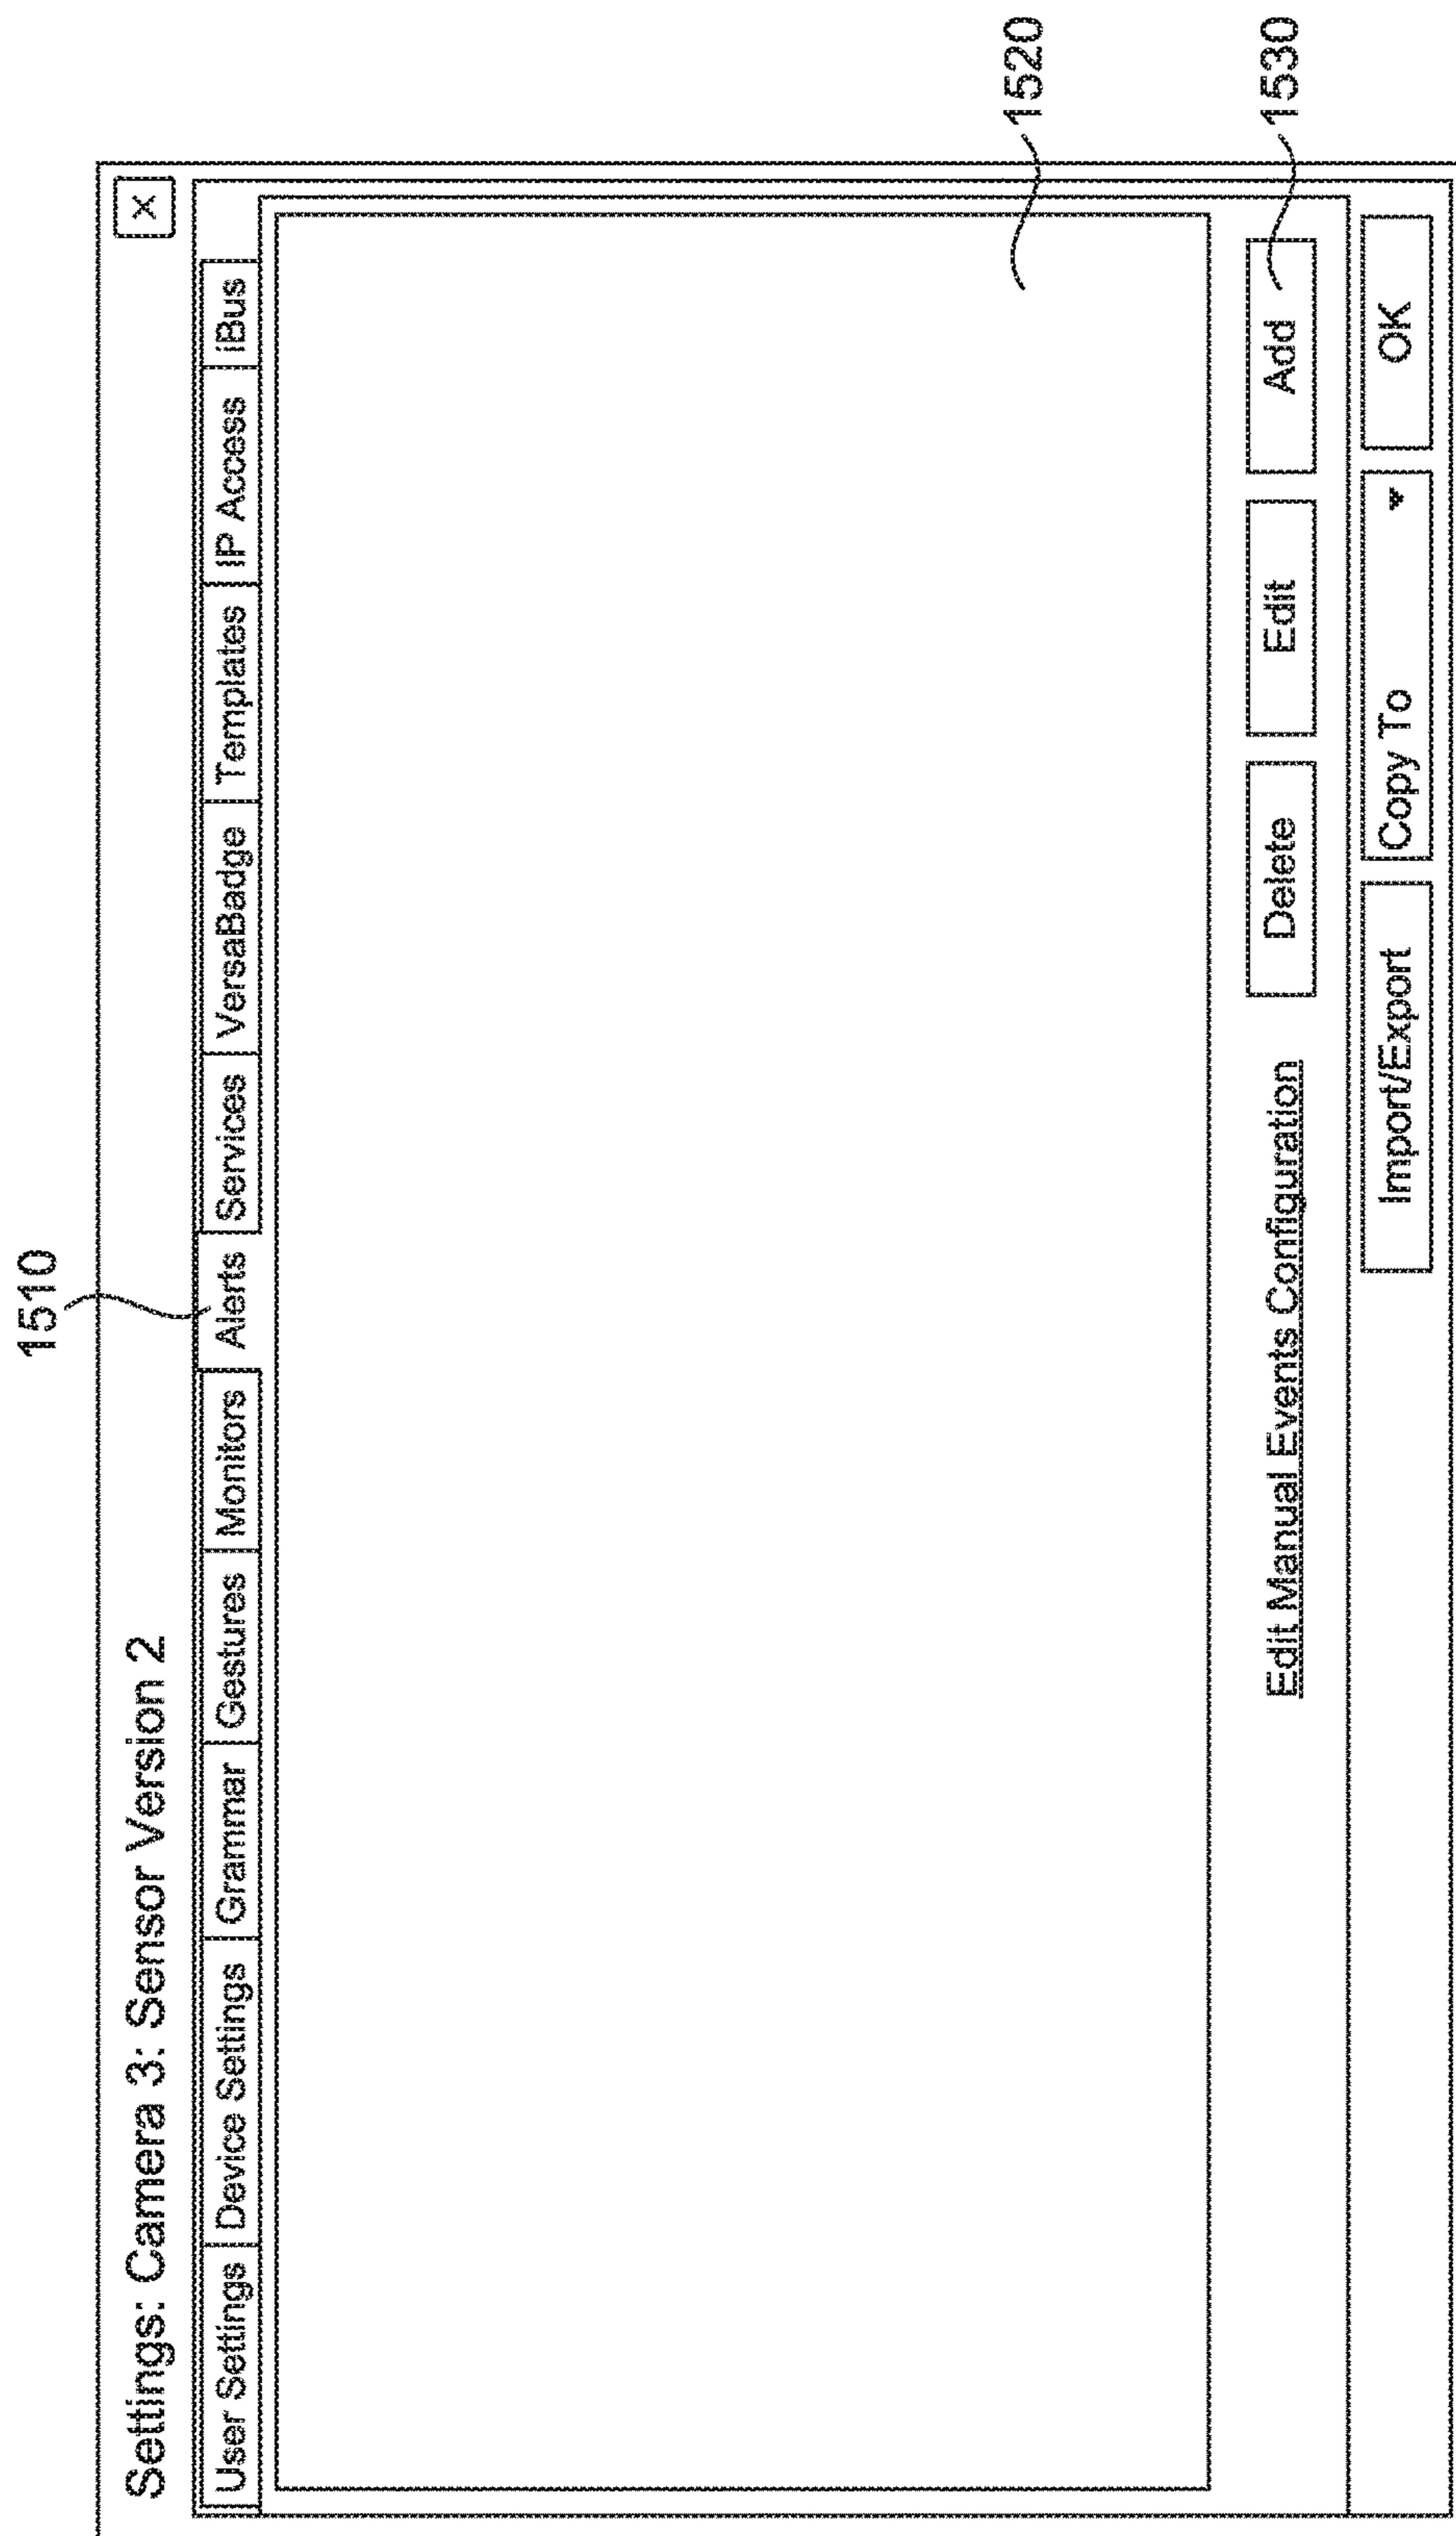 1510
Settings: Camera 3: Sensor Version 2
X
User Settings Device Settings Grammar Gestures Monitors Alerts Services VersaBadge Templates IP Access iBus
1520
Edit Manual Events Configuration Delete Edit Add
1530
Import/Export Copy To OK